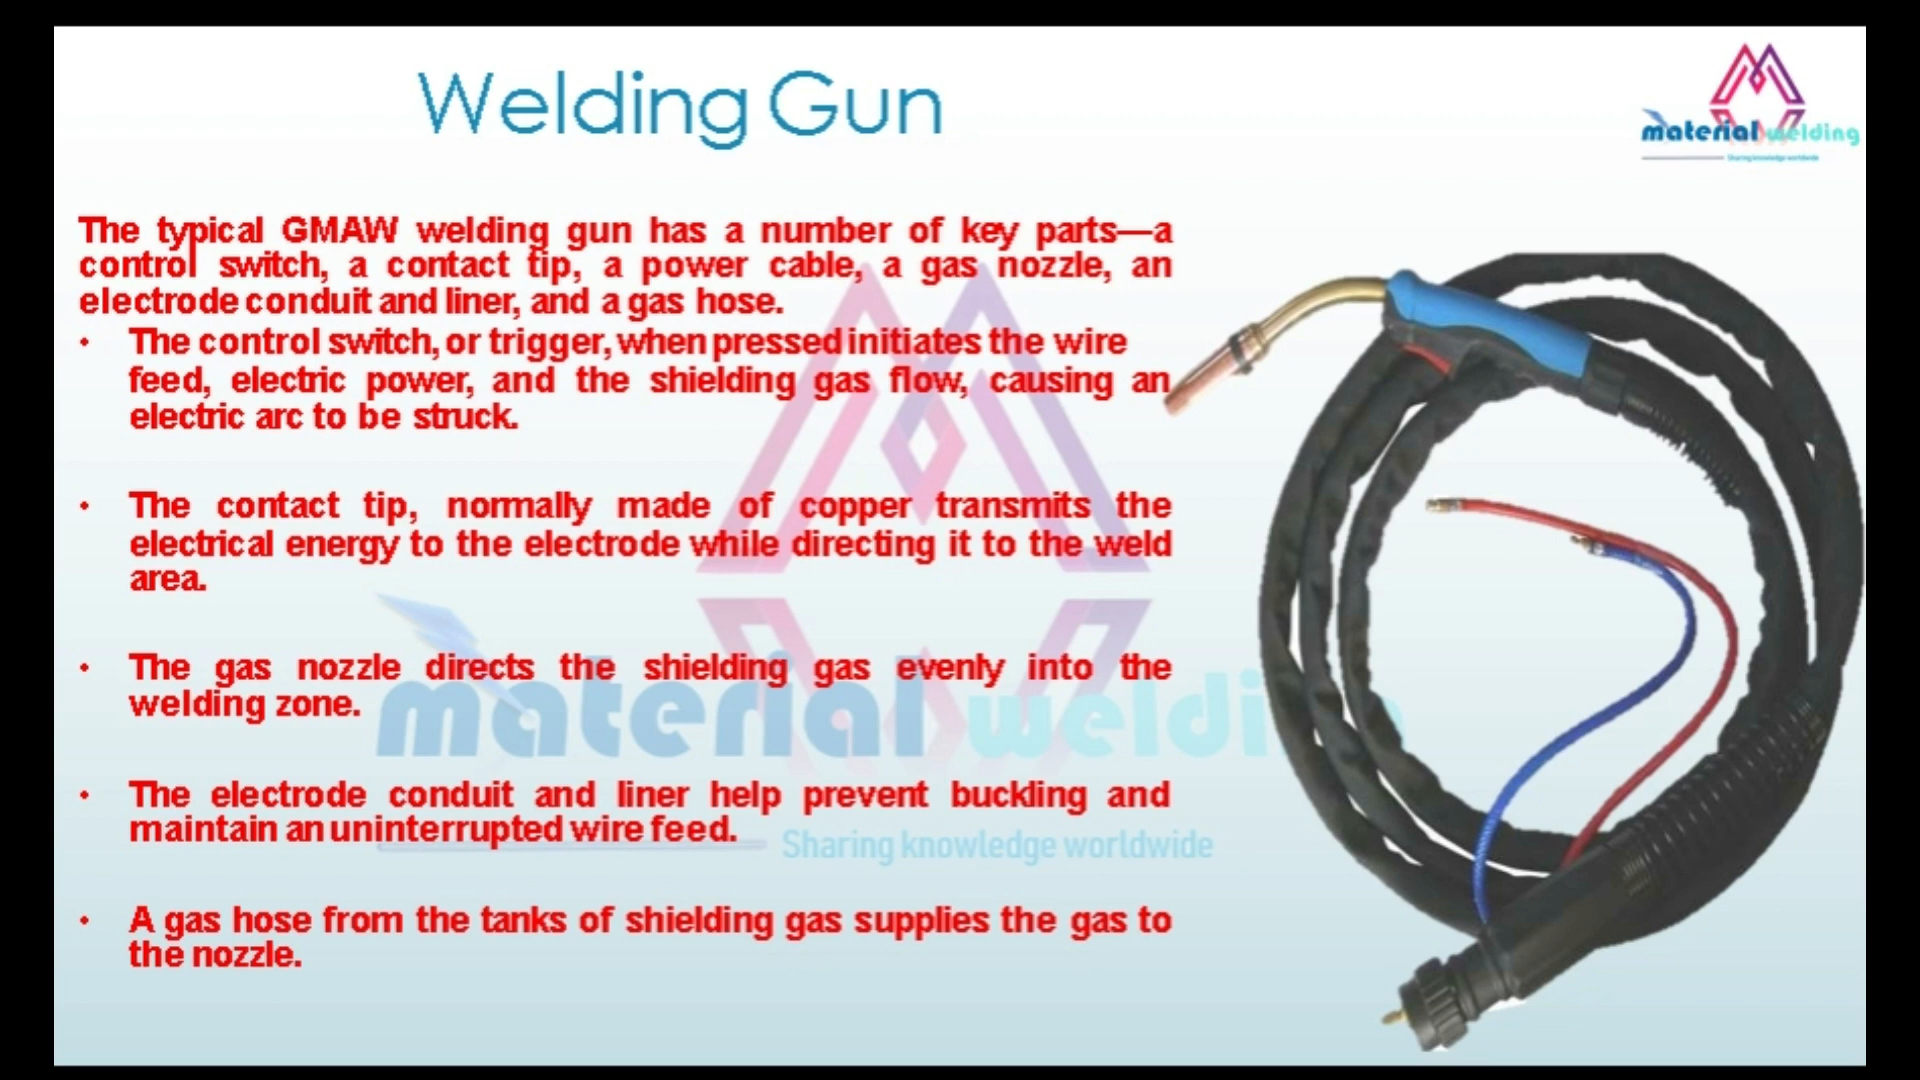 Welding Gun
material welding
Sharing knowledge worldwide
The typical GMAW welding gun has a number of key parts—a
control switch, a contact tip, a power cable, a gas nozzle, an
electrode conduit and liner, and a gas hose.
• The control switch, or trigger, when pressed initiates the wire
feed, electric power, and the shielding gas flow, causing an
electric arc to be struck.
• The contact tip, normally made of copper transmits the
electrical energy to the electrode while directing it to the weld
area.
• The gas nozzle directs the shielding gas evenly into the
welding zone.
material weldi
• The electrode conduit and liner help prevent buckling and
maintain an uninterrupted wire feed.
Sharing knowledge worldwide
• A gas hose from the tanks of shielding gas supplies the gas to
the nozzle.